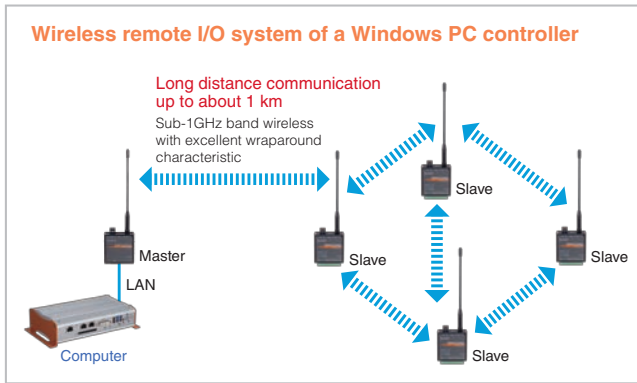 Wireless remote I/O system of a Windows PC controller
Long distance communication
up to about 1 km
Sub-1GHz band wireless
with excellent wraparound
characteristic
Slave
Master
Slave
Slave
LAN
Computer
Slave